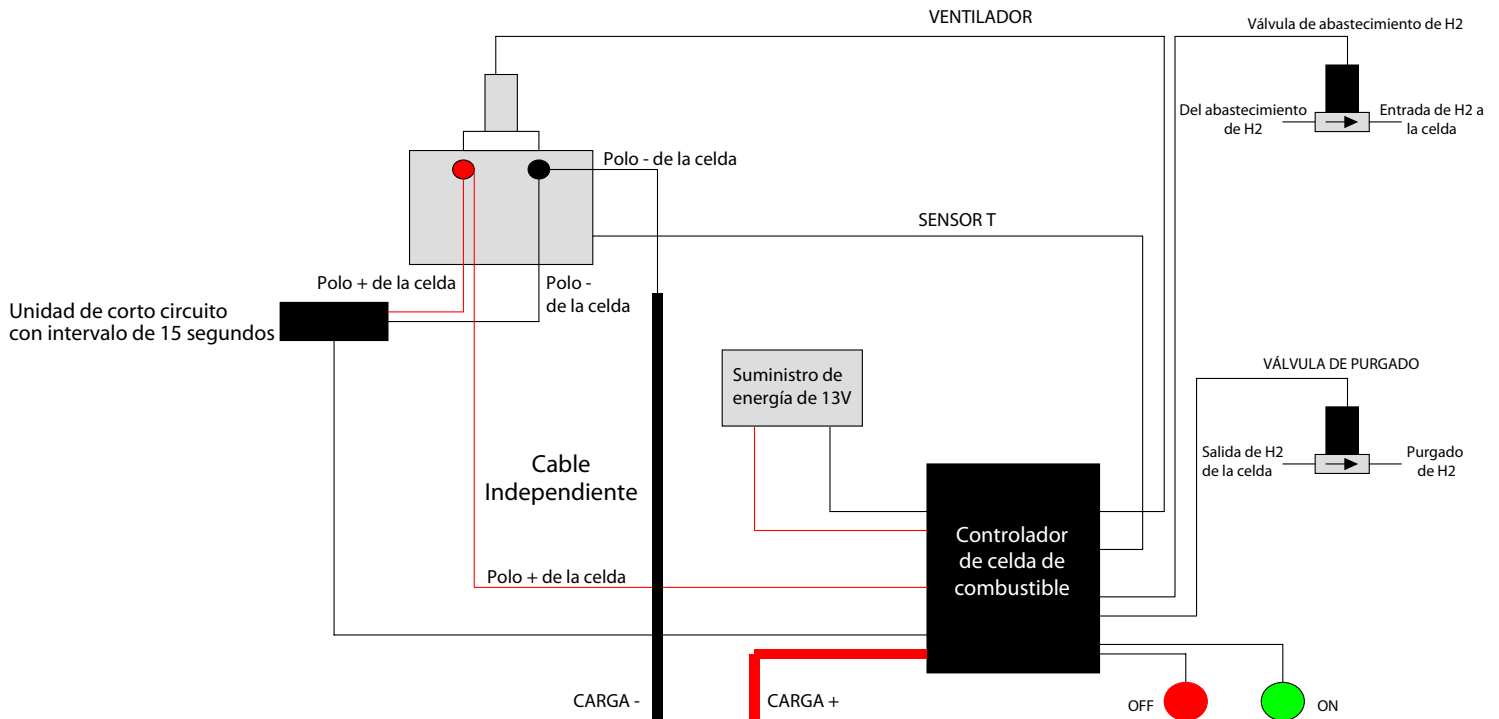 VENTILADOR
Válvula de abastecimiento de H2
Del abastecimiento
de H2
Entrada de H2 a
la celda
Polo - de la celda
SENSOR T
Polo + de la celda
Polo -
de la celda
Unidad de corto circuito
con intervalo de 15 segundos
Suministro de
energía de 13V
VÁLVULA DE PURGADO
Salida de H2
de la celda
Purgado
de H2
Cable
Independiente
Controlador
de celda de
combustible
Polo + de la celda
CARGA -
CARGA +
OFF
ON